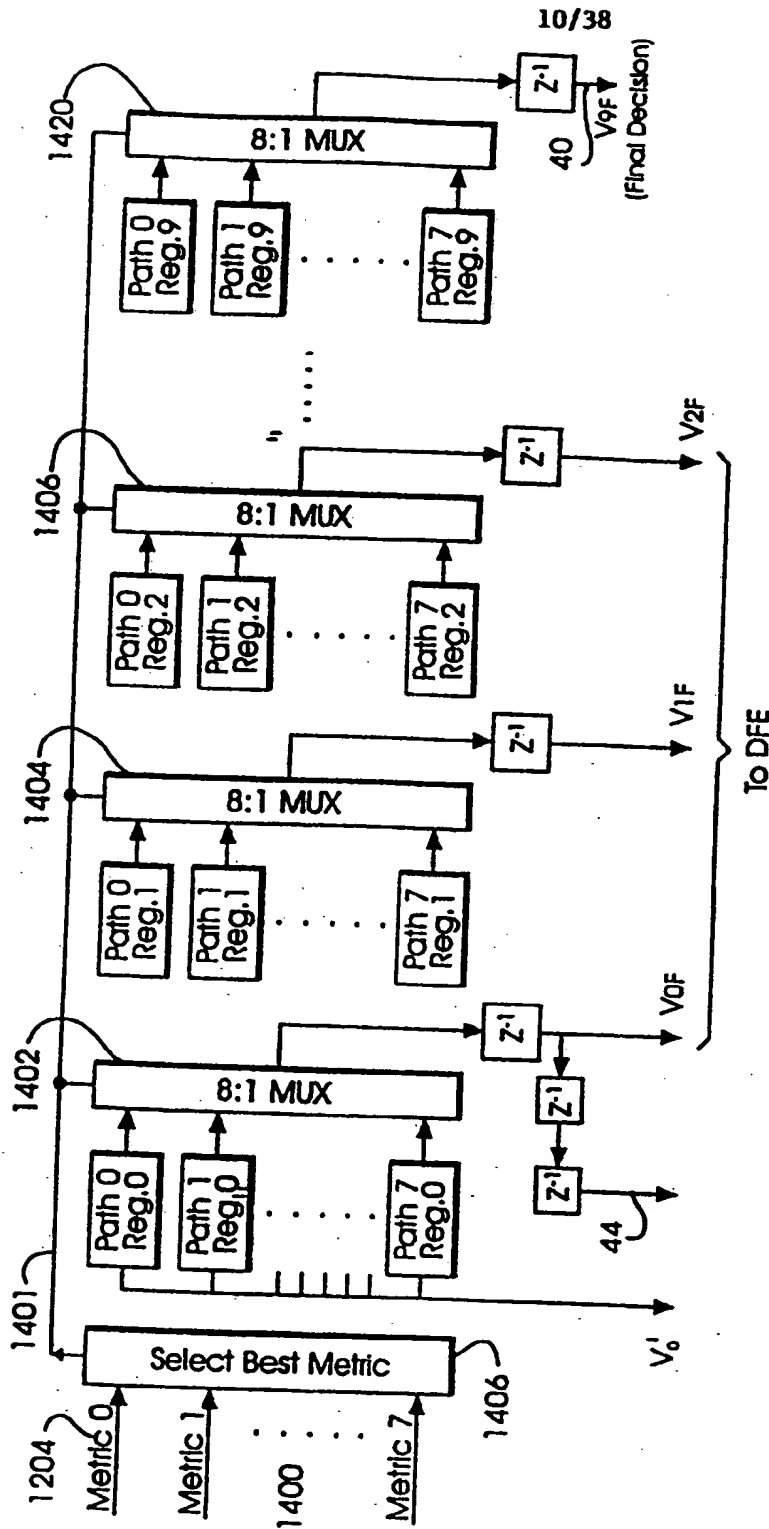 10/38
1204
Metric 0
Metric 1
1400
Metric 7
Select Best Metric
1406
1401
V₀'
Path 0
Reg.0
Path 1
Reg.0
Path 7
Reg.0
8:1 MUX
1402
Z-1
Z-1
Z-1
44
V0F
Path 0
Reg.1
Path 1
Reg.1
Path 7
Reg.1
8:1 MUX
1404
Z-1
V1F
Path 0
Reg.2
Path 1
Reg.2
Path 7
Reg.2
8:1 MUX
1406
Z-1
V2F
To DFE
Path 0
Reg.9
Path 1
Reg.9
Path 7
Reg.9
8:1 MUX
1420
Z-1
40
V9F
(Final Decision)